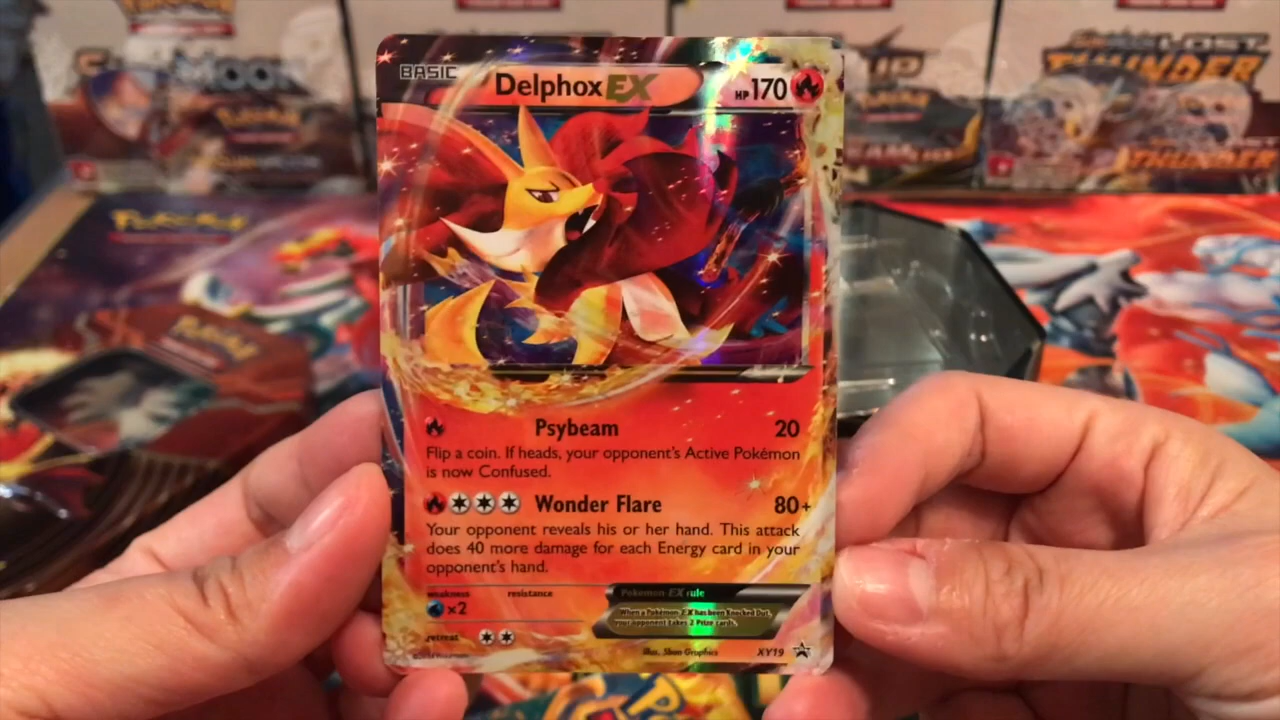 Pokémon
LOST
THUNDER
THUNDER
Pokémon
Pokémon
BASIC
Delphox EX
HP 170
Psybeam 20
Flip a coin. If heads, your opponent's Active Pokémon
is now Confused.
Wonder Flare 80+
Your opponent reveals his or her hand. This attack
does 40 more damage for each Energy card in your
opponent's hand.
weakness resistance
×2
retreat
Pokémon-EX rule
When a Pokémon-EX has been Knocked Out,
your opponent takes 2 Prize cards.
Illus. 5ban Graphics XY19